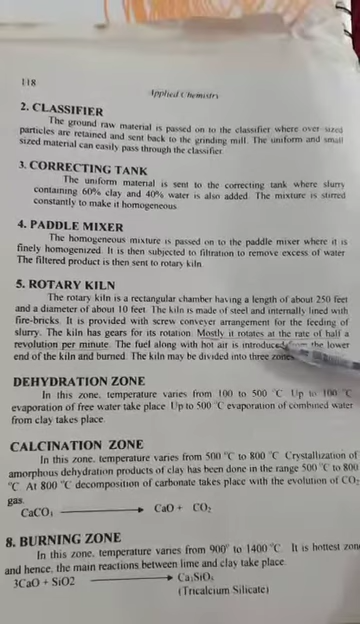 118
Applied Chemistry
2. CLASSIFIER
The ground raw material is passed on to the classifier where over sized
particles are retained and sent back to the grinding mill. The uniform and small
sized material can easily pass through the classifier.
3. CORRECTING TANK
The uniform material is sent to the correcting tank where slurry
containing 60% clay and 40% water is also added. The mixture is stirred
constantly to make it homogeneous.
4. PADDLE MIXER
The homogeneous mixture is passed on to the paddle mixer where it is
finely homogenized. It is then subjected to filtration to remove excess of water.
The filtered product is then sent to rotary kiln.
5. ROTARY KILN
The rotary kiln is a rectangular chamber having a length of about 250 feet
and a diameter of about 10 feet. The kiln is made of steel and internally lined with
fire-bricks. It is provided with screw conveyer arrangement for the feeding of
slurry. The kiln has gears for its rotation. Mostly it rotates at the rate of half a
revolution per minute. The fuel along with hot air is introduced the lower
end of the kiln and burned. The kiln may be divided into three zones
DEHYDRATION ZONE
In this zone, temperature varies from 100 to 500 °C. Up to 100 °C
evaporation of free water take place. Up to 500 °C evaporation of combined water
from clay takes place.
CALCINATION ZONE
In this zone, temperature varies from 500 °C to 800 °C. Crystallization of
amorphous dehydration products of clay has been done in the range 500 °C to 800
°C. At 800 °C decomposition of carbonate takes place with the evolution of CO₂
gas.
CaCO₃ ⟶ CaO + CO₂
8. BURNING ZONE
In this zone, temperature varies from 900° to 1400 °C. It is hottest zone
and hence, the main reactions between lime and clay take place.
3CaO + SiO2 ⟶ Ca₃SiO₅
(Tricalcium Silicate)